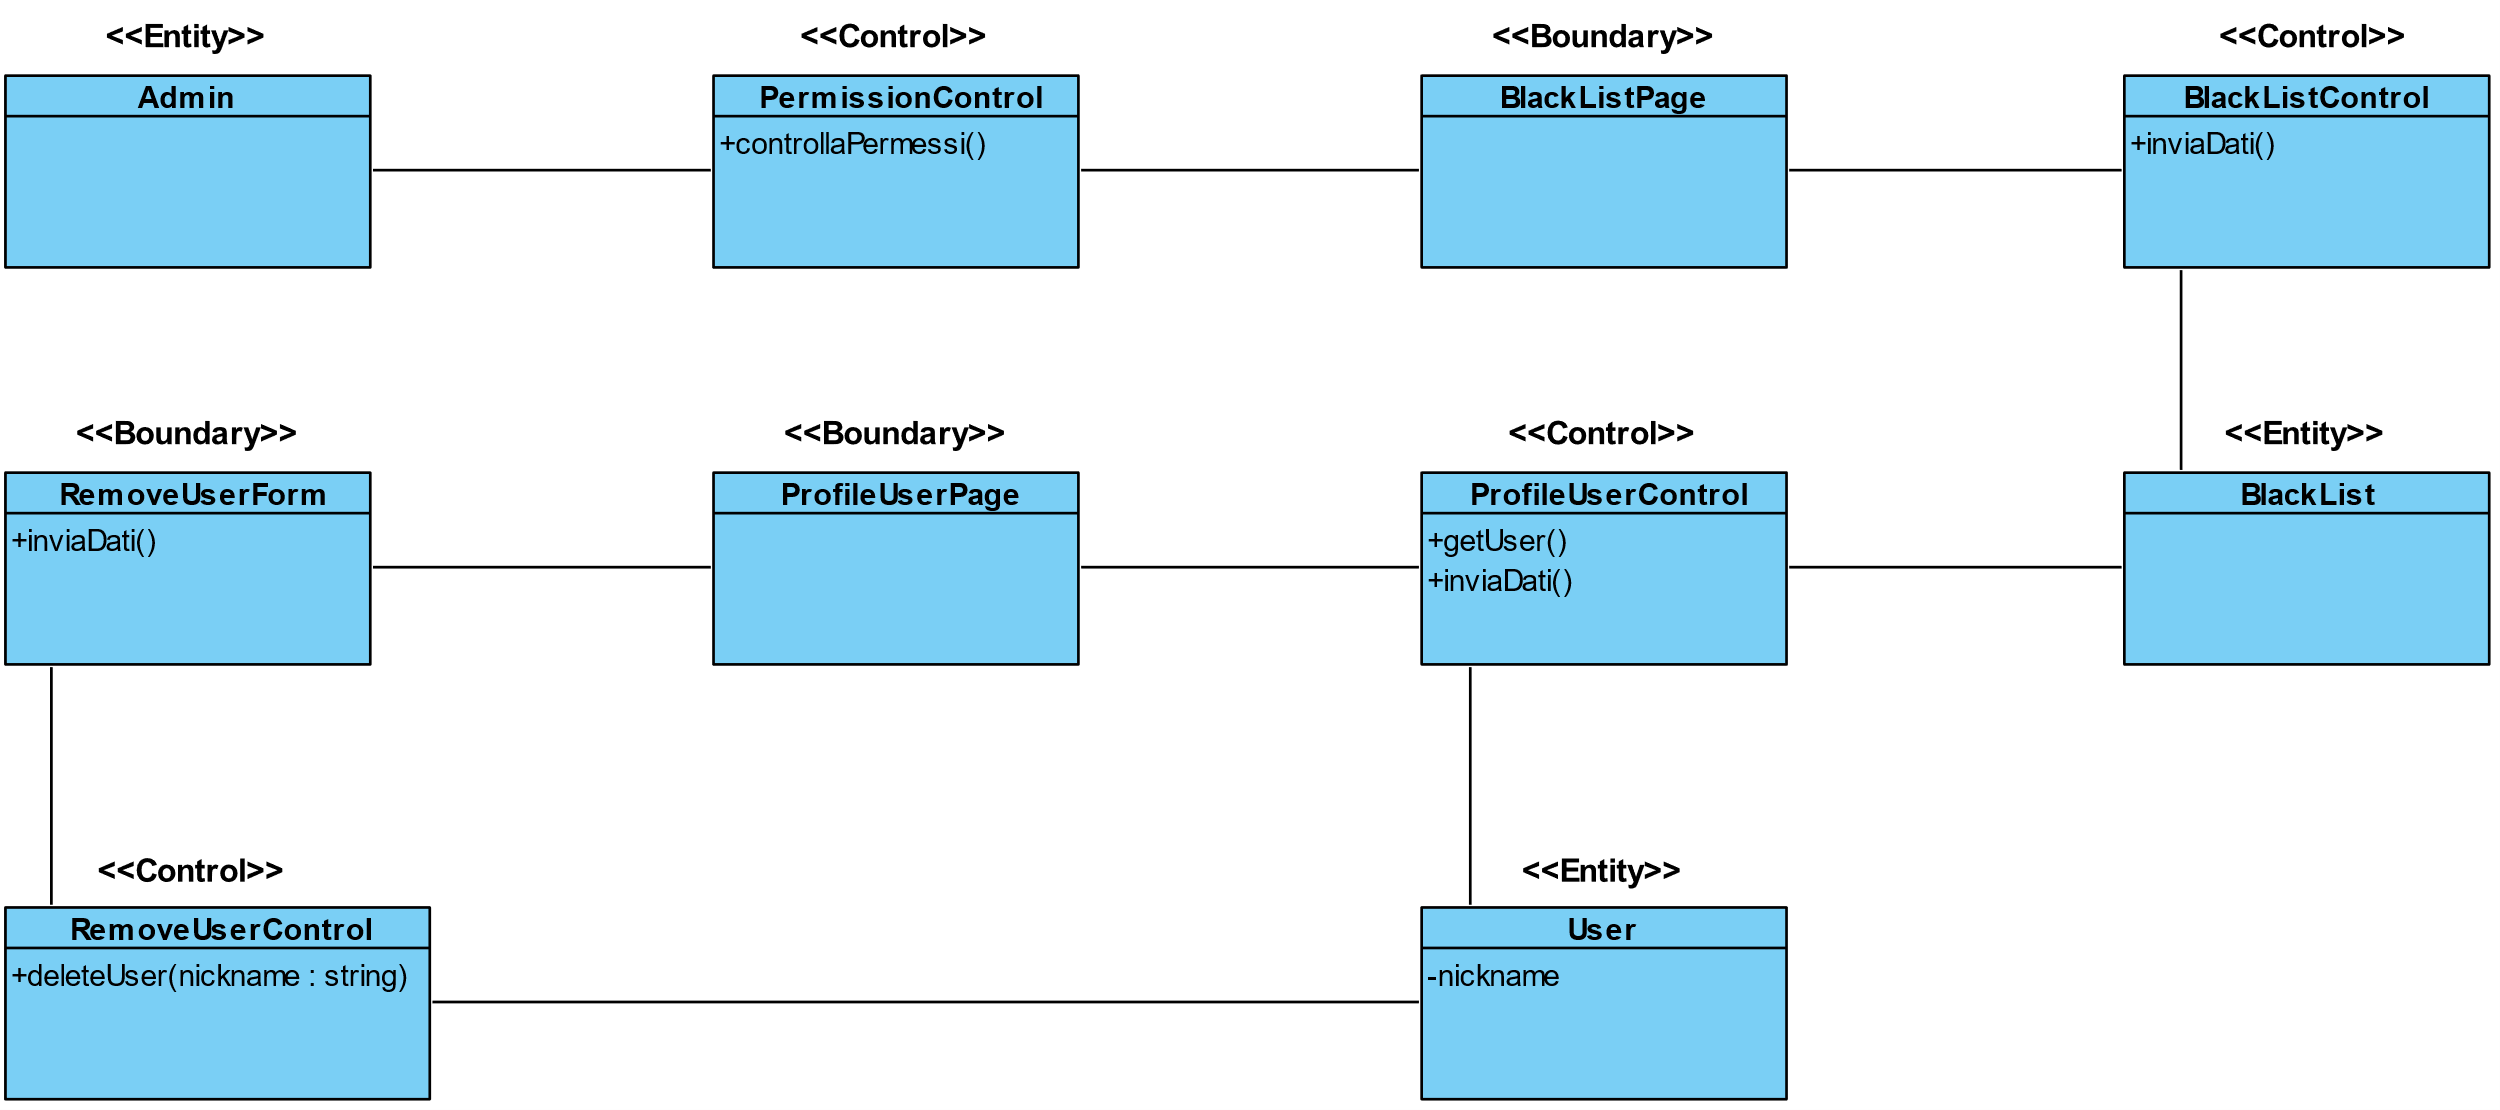 <<Entity>>
Admin
<<Control>>
PermissionControl
+controllaPermessi()
<<Boundary>>
BlackListPage
<<Control>>
BlackListControl
+inviaDati()
<<Boundary>>
RemoveUserForm
+inviaDati()
<<Boundary>>
ProfileUserPage
<<Control>>
ProfileUserControl
+getUser()
+inviaDati()
<<Entity>>
BlackList
<<Control>>
RemoveUserControl
+deleteUser(nickname : string)
<<Entity>>
User
-nickname